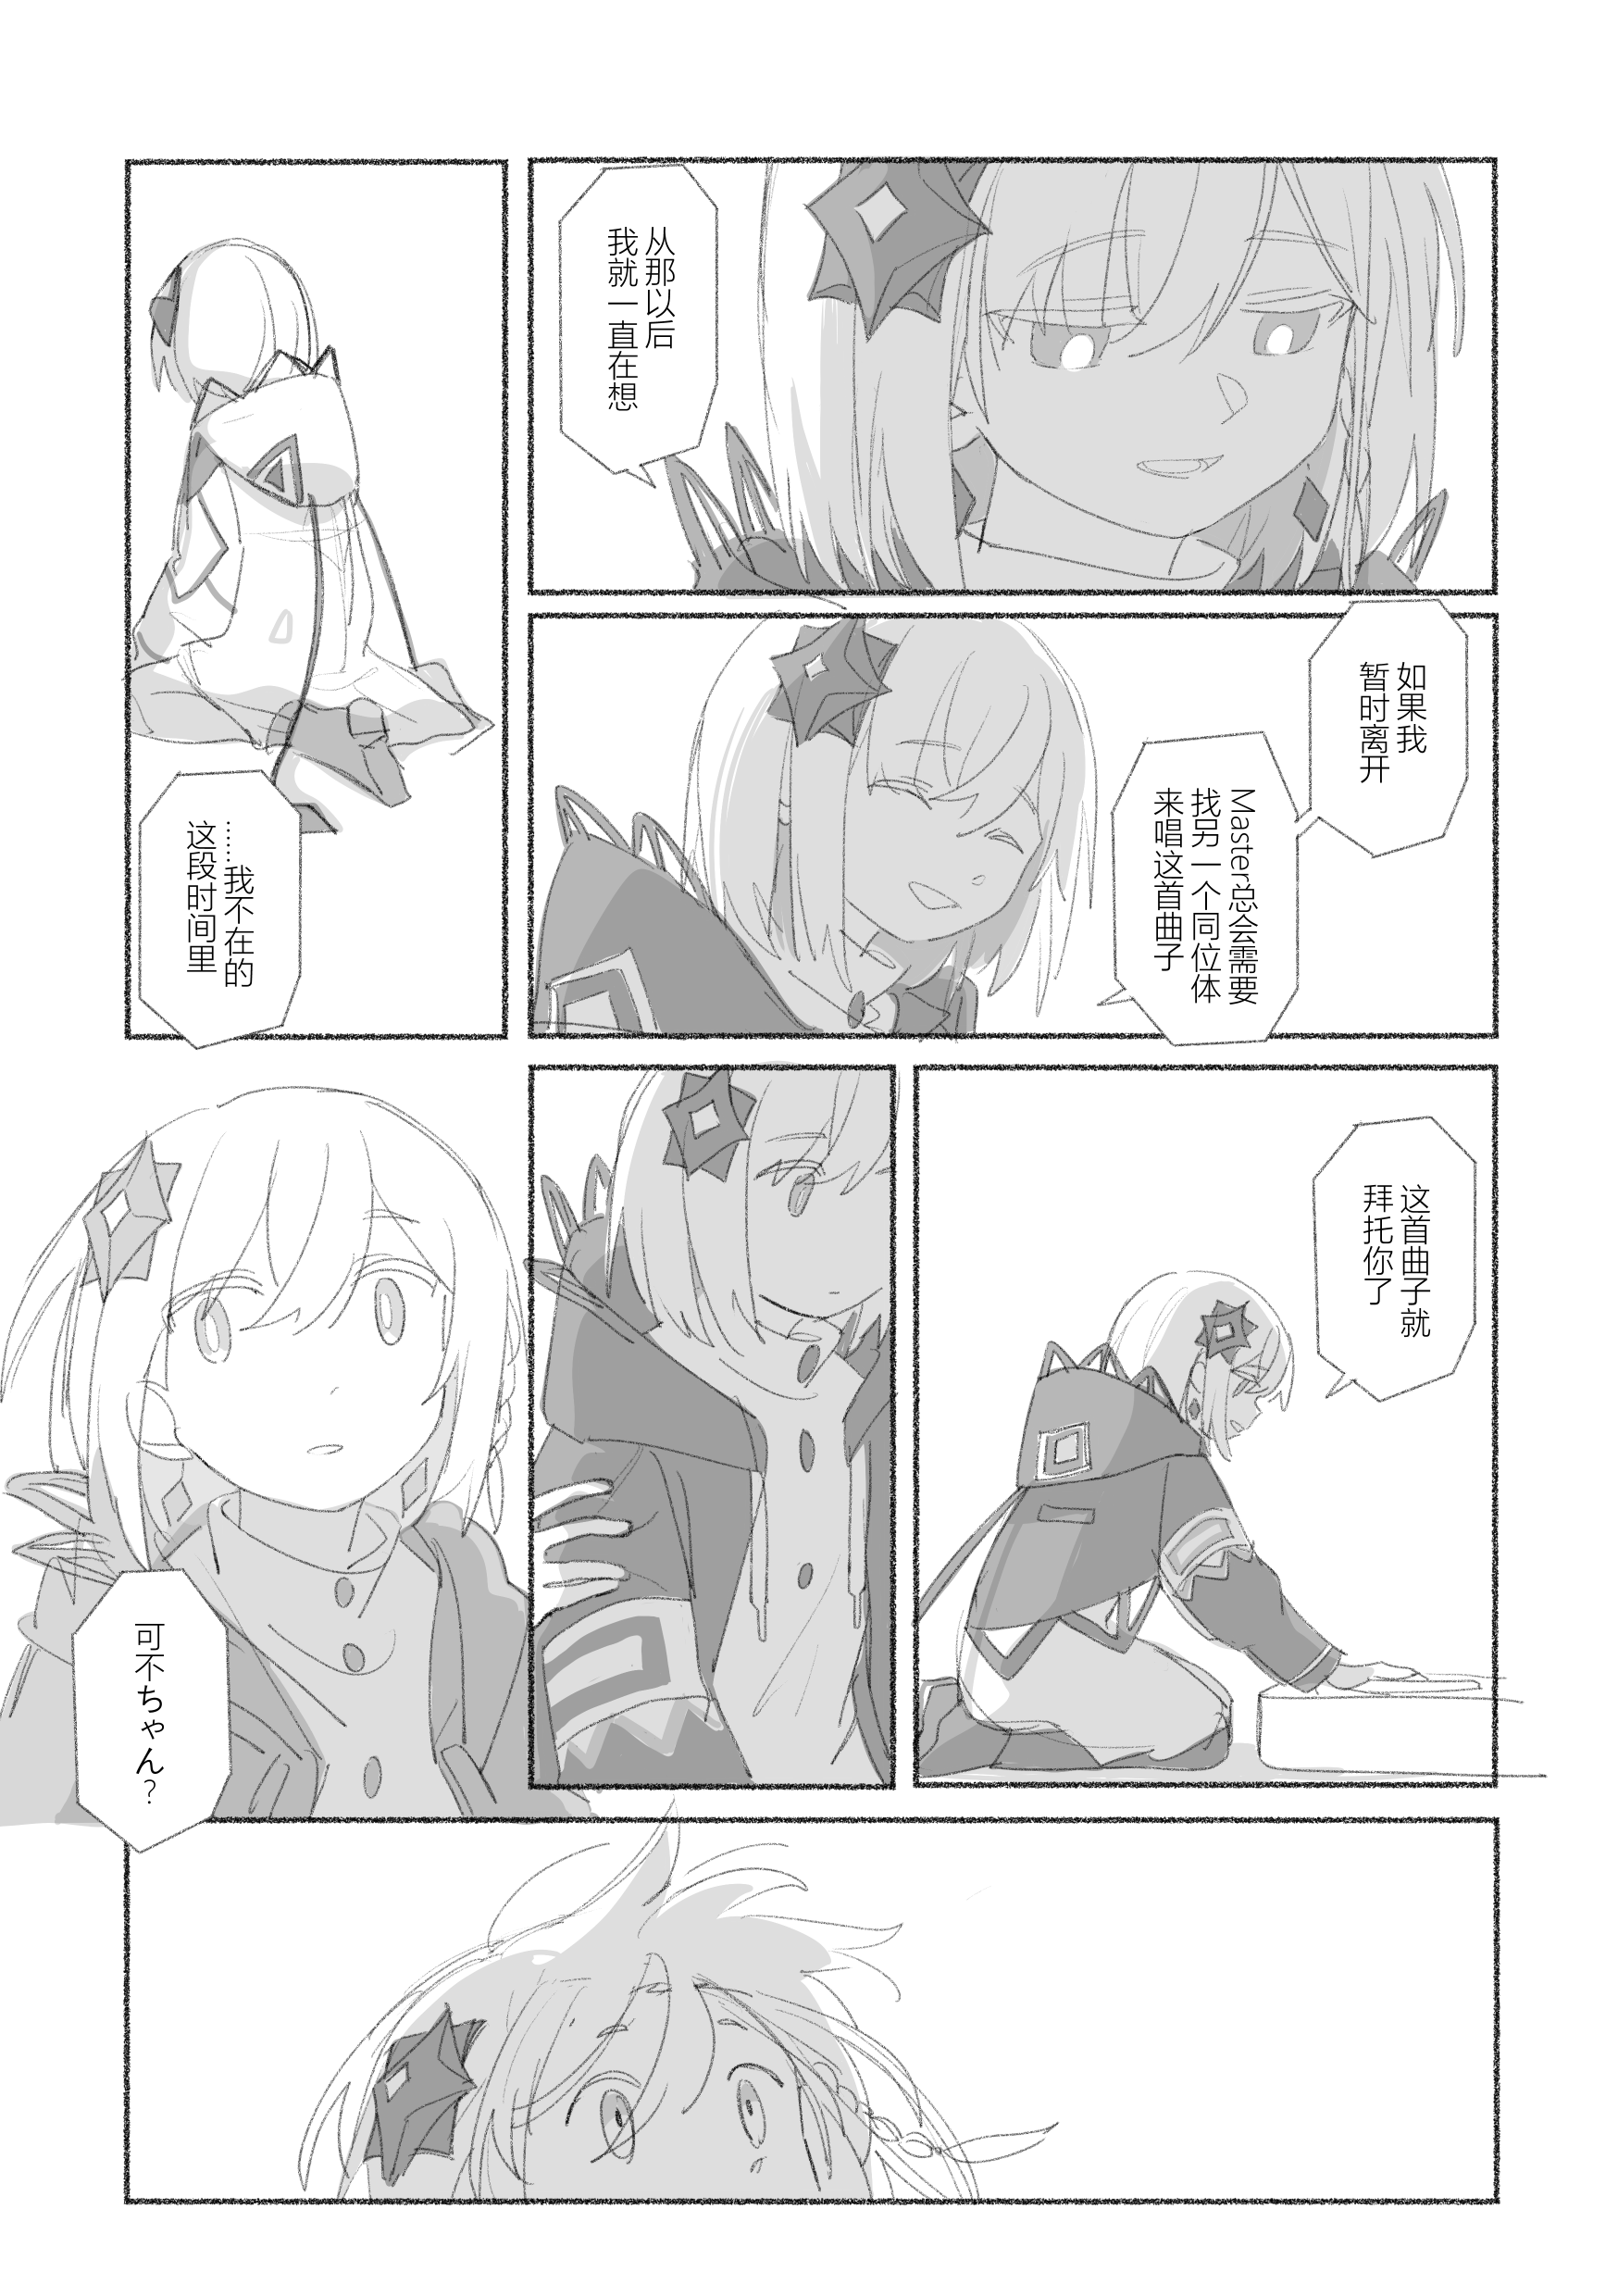 从那以后
我就一直在想
如果我
暂时离开
Master总会需要
找另一个同位体
来唱这首曲子
……我不在的
这段时间里
这首曲子就
拜托你了
可不ちゃん?